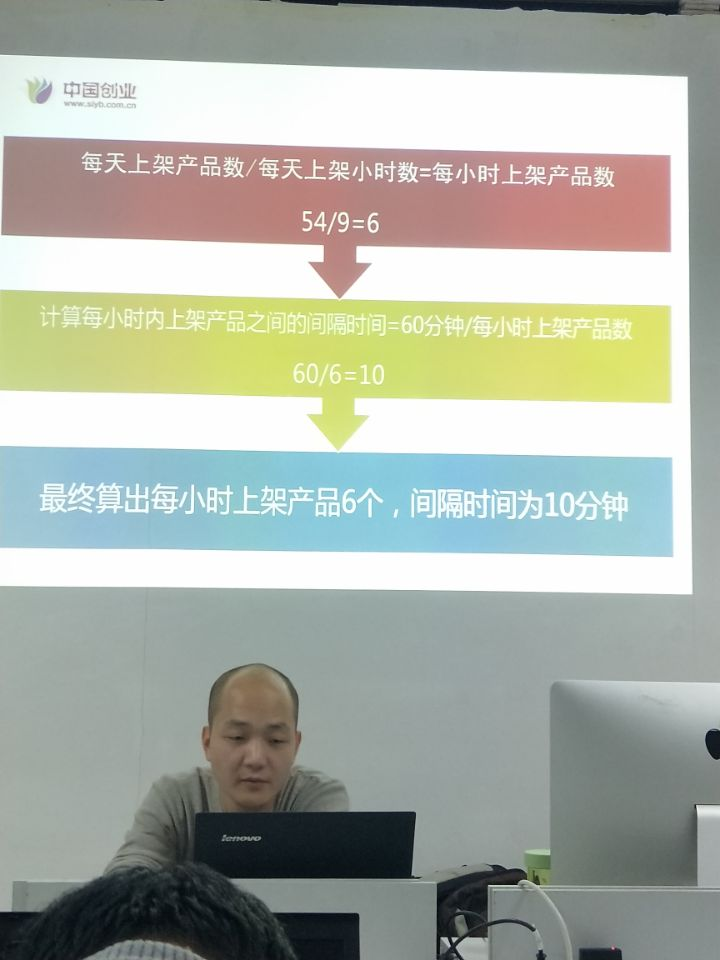 中国创业
www.siyb.com.cn
每天上架产品数/每天上架小时数=每小时上架产品数
54/9=6
计算每小时内上架产品之间的间隔时间=60分钟/每小时上架产品数
60/6=10
最终算出每小时上架产品6个，间隔时间为10分钟
lenovo